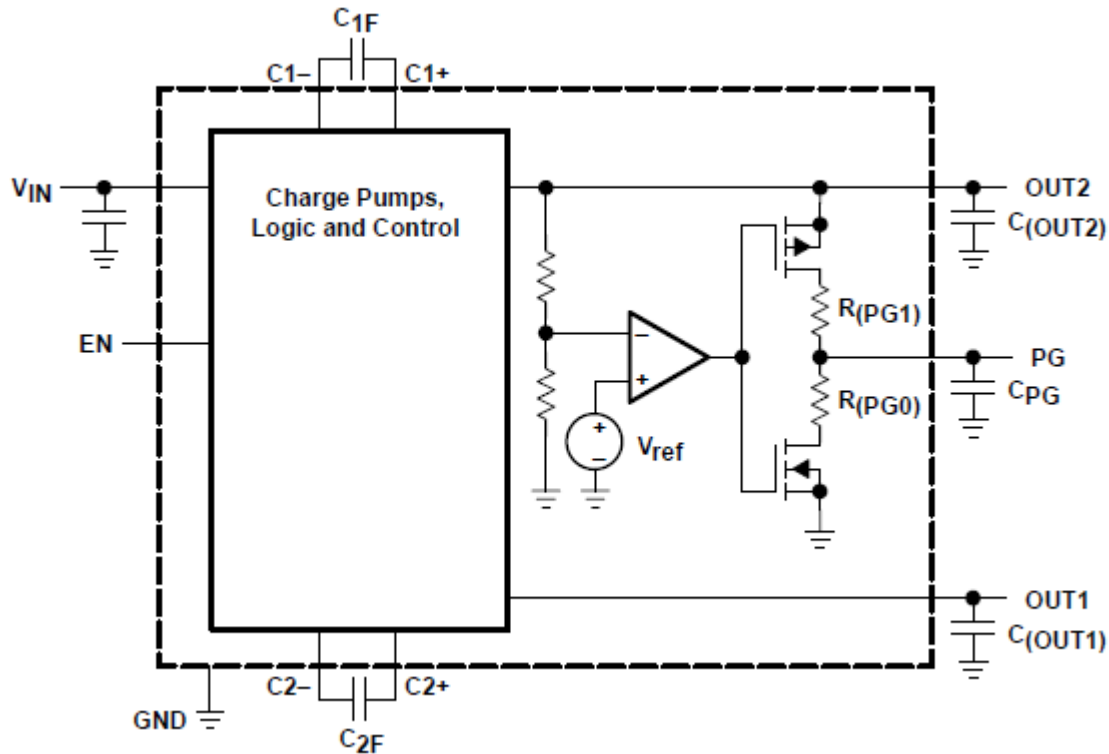 C1F
C1– C1+
VIN
Charge Pumps,
Logic and Control
OUT2
C(OUT2)
R(PG1)
EN
–
+
PG
CPG
R(PG0)
+
–
Vref
OUT1
C(OUT1)
C2– C2+
GND
C2F